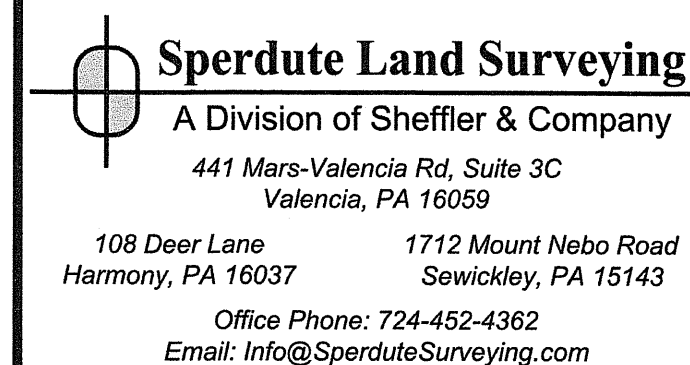 Sperdute Land Surveying
A Division of Sheffler & Company
441 Mars-Valencia Rd, Suite 3C
Valencia, PA 16059
108 Deer Lane
Harmony, PA 16037
1712 Mount Nebo Road
Sewickley, PA 15143
Office Phone: 724-452-4362
Email: Info@SperduteSurveying.com